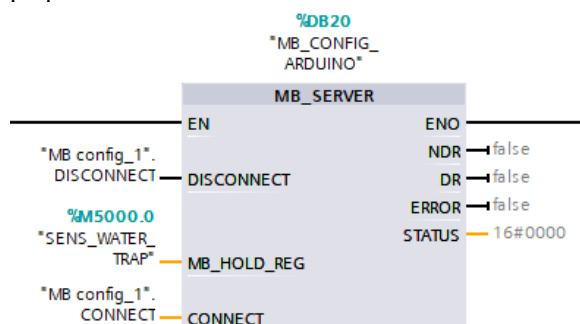 %DB20
"MB_CONFIG_
ARDUINO"
MB_SERVER
EN
ENO
NDR
false
"MB config_1".
DISCONNECT
DISCONNECT
DR
false
ERROR
false
%M5000.0
"SENS_WATER_
TRAP"
MB_HOLD_REG
STATUS
16#0000
"MB config_1".
CONNECT
CONNECT